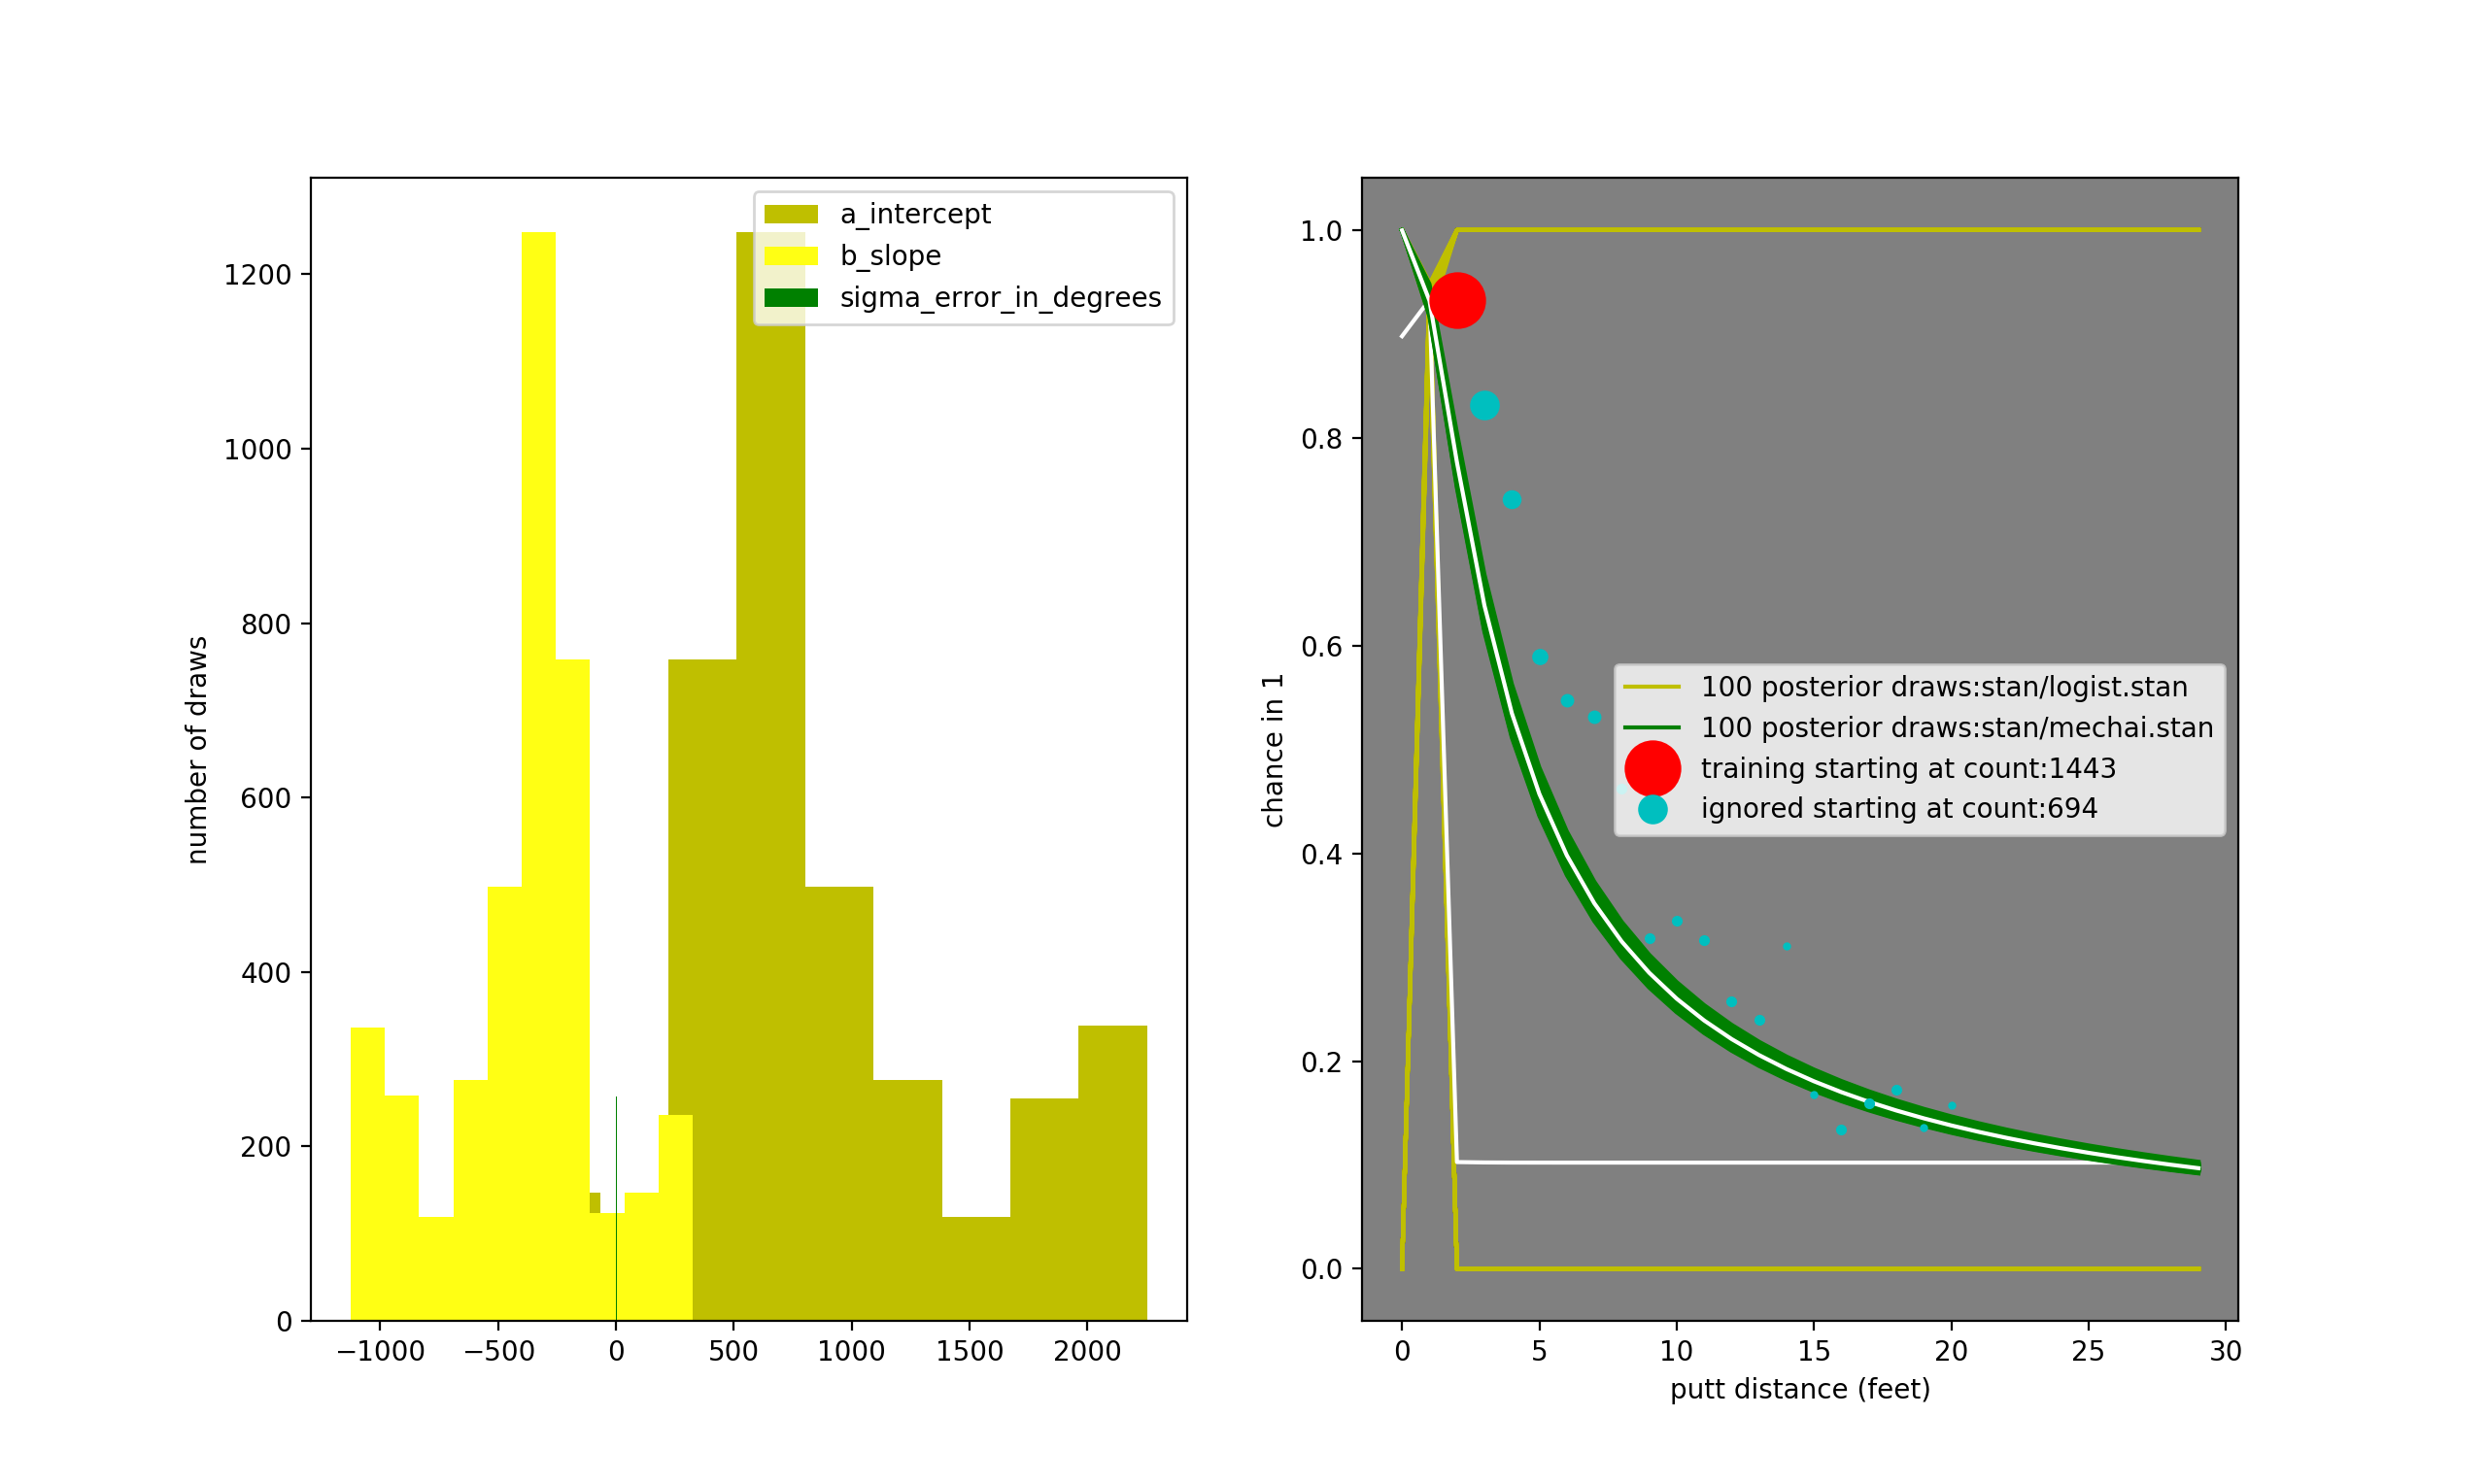 a_intercept
b_slope
sigma_error_in_degrees
1200
1000
800
600
400
200
0
number of draws
−1000 −500 0 500 1000 1500 2000
1.0
0.8
0.6
0.4
0.2
0.0
chance in 1
100 posterior draws:stan/logist.stan
100 posterior draws:stan/mechai.stan
training starting at count:1443
ignored starting at count:694
0 5 10 15 20 25 30
putt distance (feet)